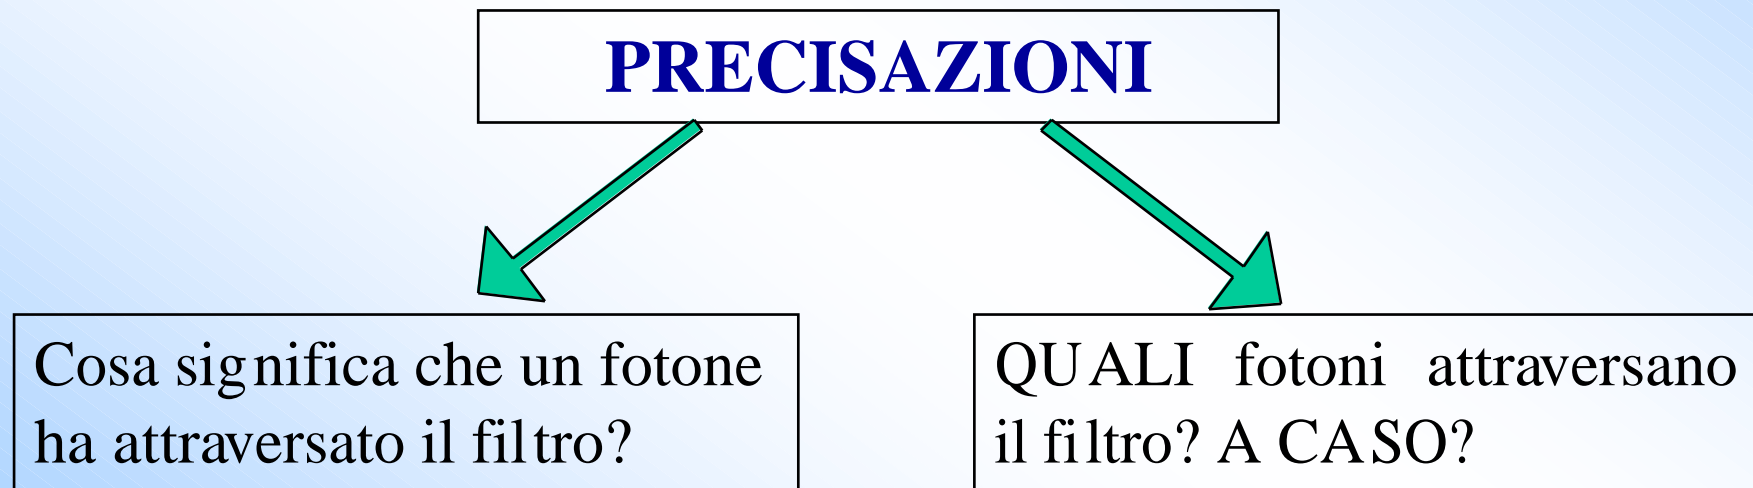 PRECISAZIONI
Cosa significa che un fotone
ha attraversato il filtro?
QUALI fotoni attraversano
il filtro? A CASO?